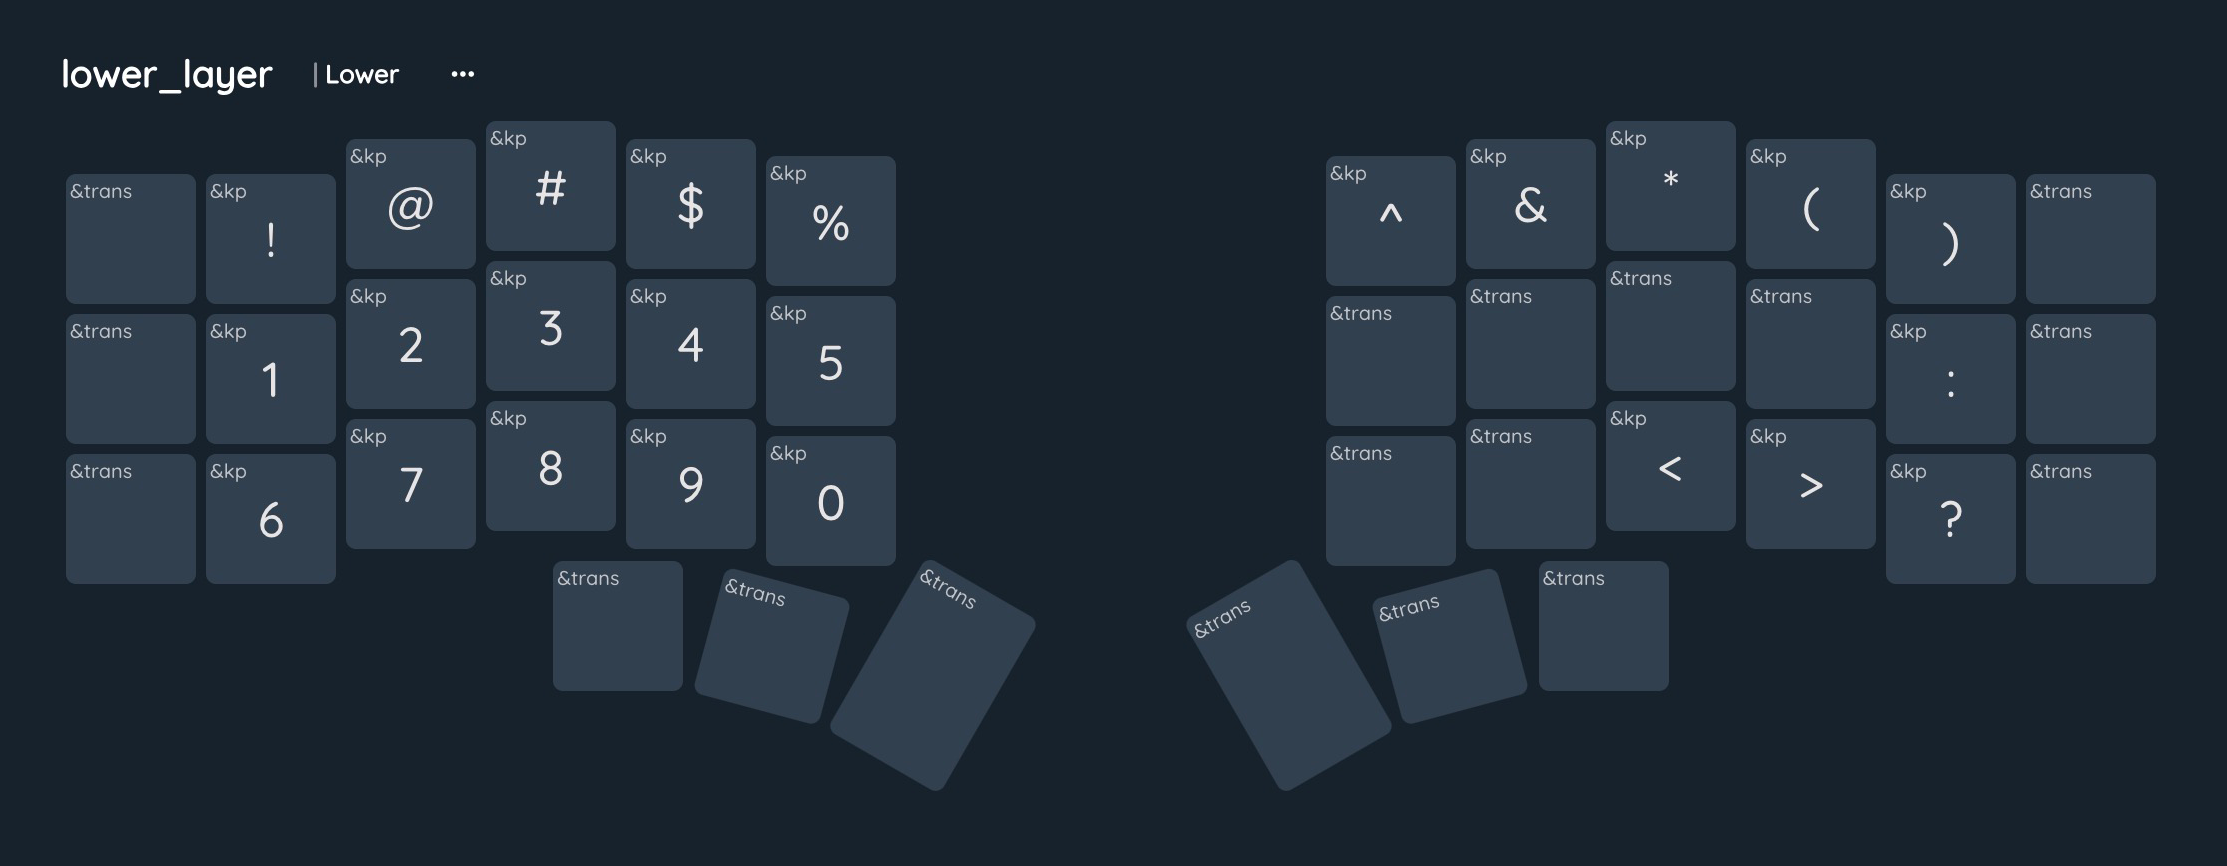 lower_layer | Lower ···
&trans &kp &kp &kp &kp &kp &kp &kp &kp &kp &kp &trans
! @ # $ % ^ & * ( )
&trans &kp &kp &kp &kp &kp &trans &trans &trans &trans &kp &trans
1 2 3 4 5 :
&trans &kp &kp &kp &kp &kp &trans &trans &kp &kp &kp &trans
6 7 8 9 0 < > ?
&trans &trans &trans &trans &trans &trans